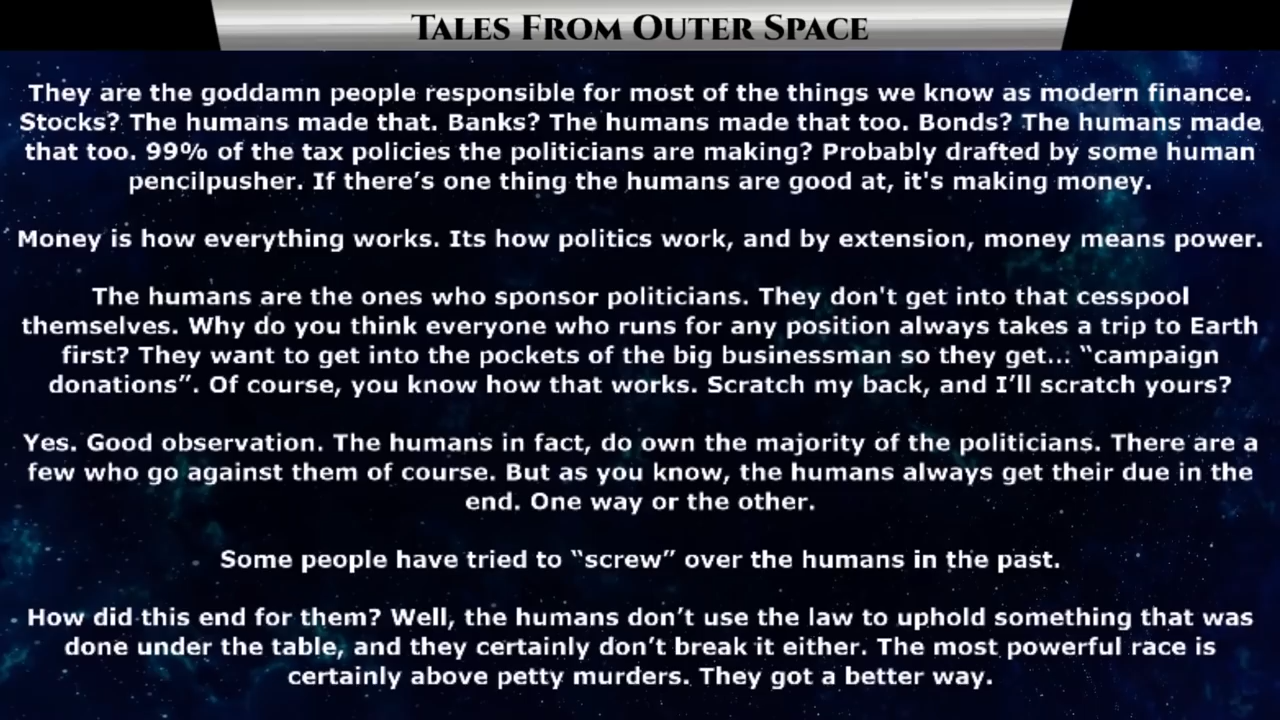 Tales From Outer Space
They are the goddamn people responsible for most of the things we know as modern finance.
Stocks? The humans made that. Banks? The humans made that too. Bonds? The humans made
that too. 99% of the tax policies the politicians are making? Probably drafted by some human
pencilpusher. If there’s one thing the humans are good at, it's making money.
Money is how everything works. Its how politics work, and by extension, money means power.
The humans are the ones who sponsor politicians. They don't get into that cesspool
themselves. Why do you think everyone who runs for any position always takes a trip to Earth
first? They want to get into the pockets of the big businessman so they get... “campaign
donations”. Of course, you know how that works. Scratch my back, and I’ll scratch yours?
Yes. Good observation. The humans in fact, do own the majority of the politicians. There are a
few who go against them of course. But as you know, the humans always get their due in the
end. One way or the other.
Some people have tried to “screw” over the humans in the past.
How did this end for them? Well, the humans don’t use the law to uphold something that was
done under the table, and they certainly don’t break it either. The most powerful race is
certainly above petty murders. They got a better way.